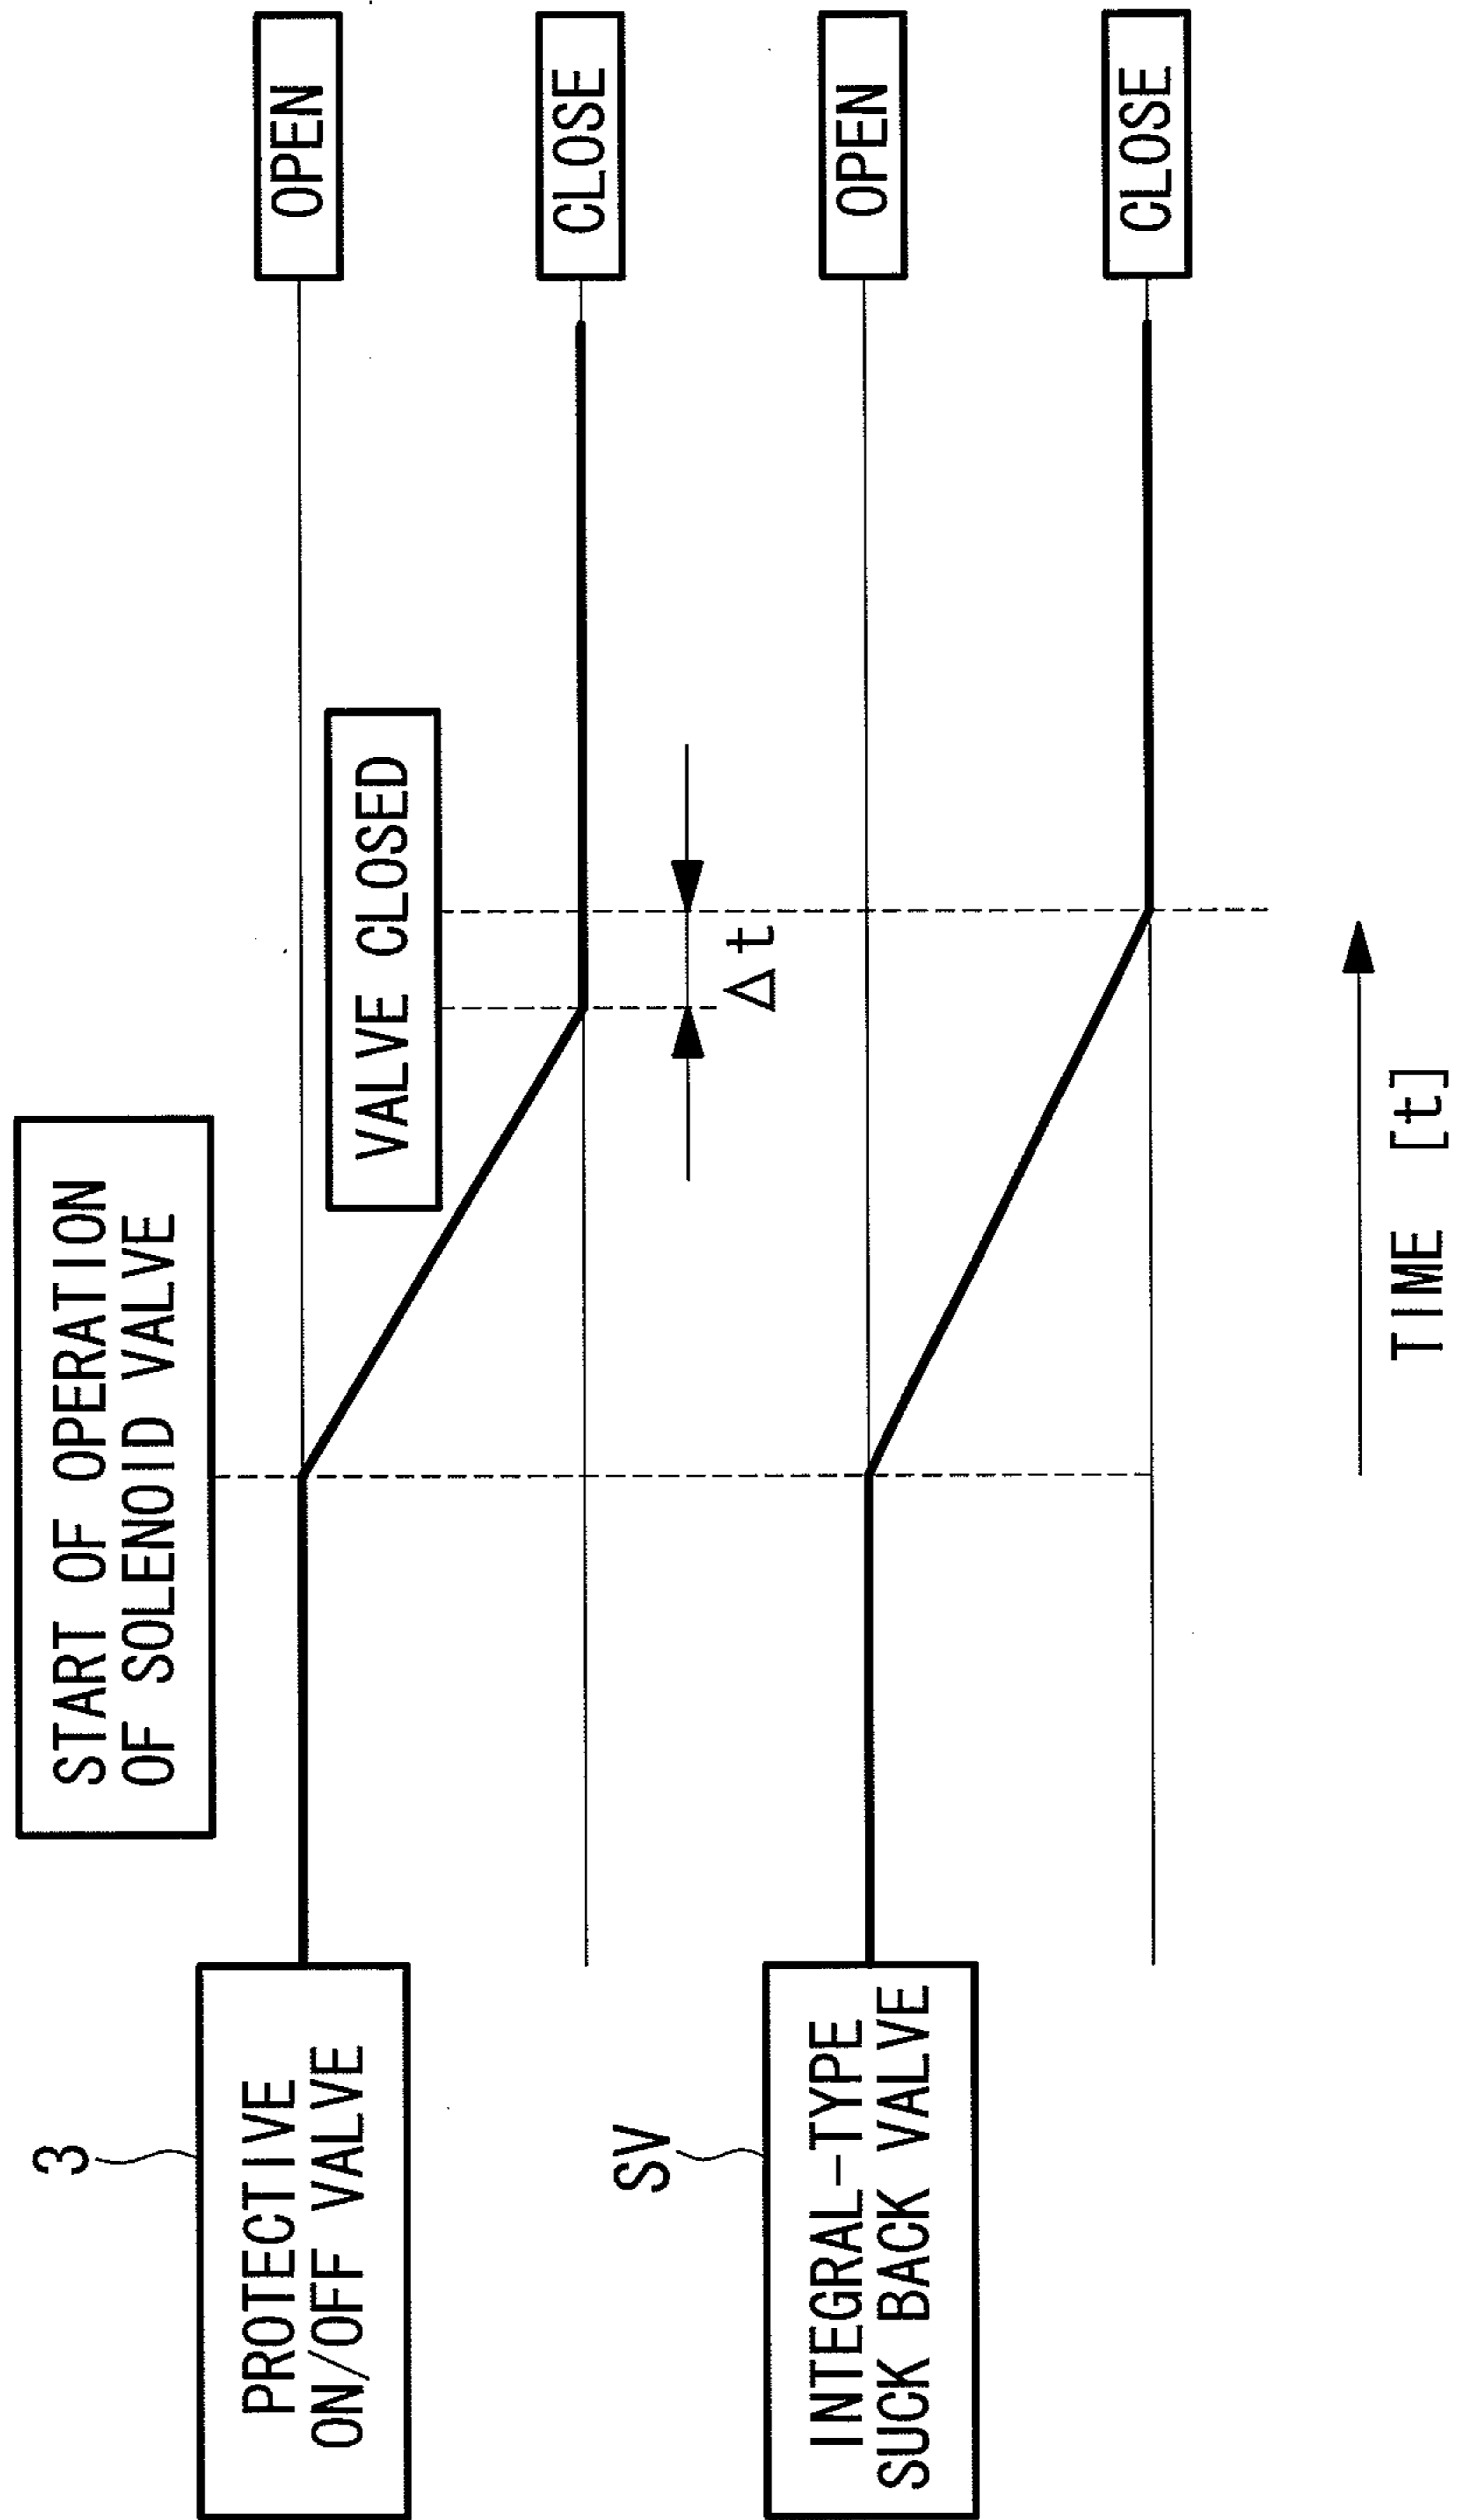 START OF OPERATION
OF SOLENOID VALVE
3
PROTECTIVE
ON/OFF VALVE
OPEN
VALVE CLOSED
CLOSE
Δt
SV
INTEGRAL-TYPE
SUCK BACK VALVE
OPEN
CLOSE
TIME [t]